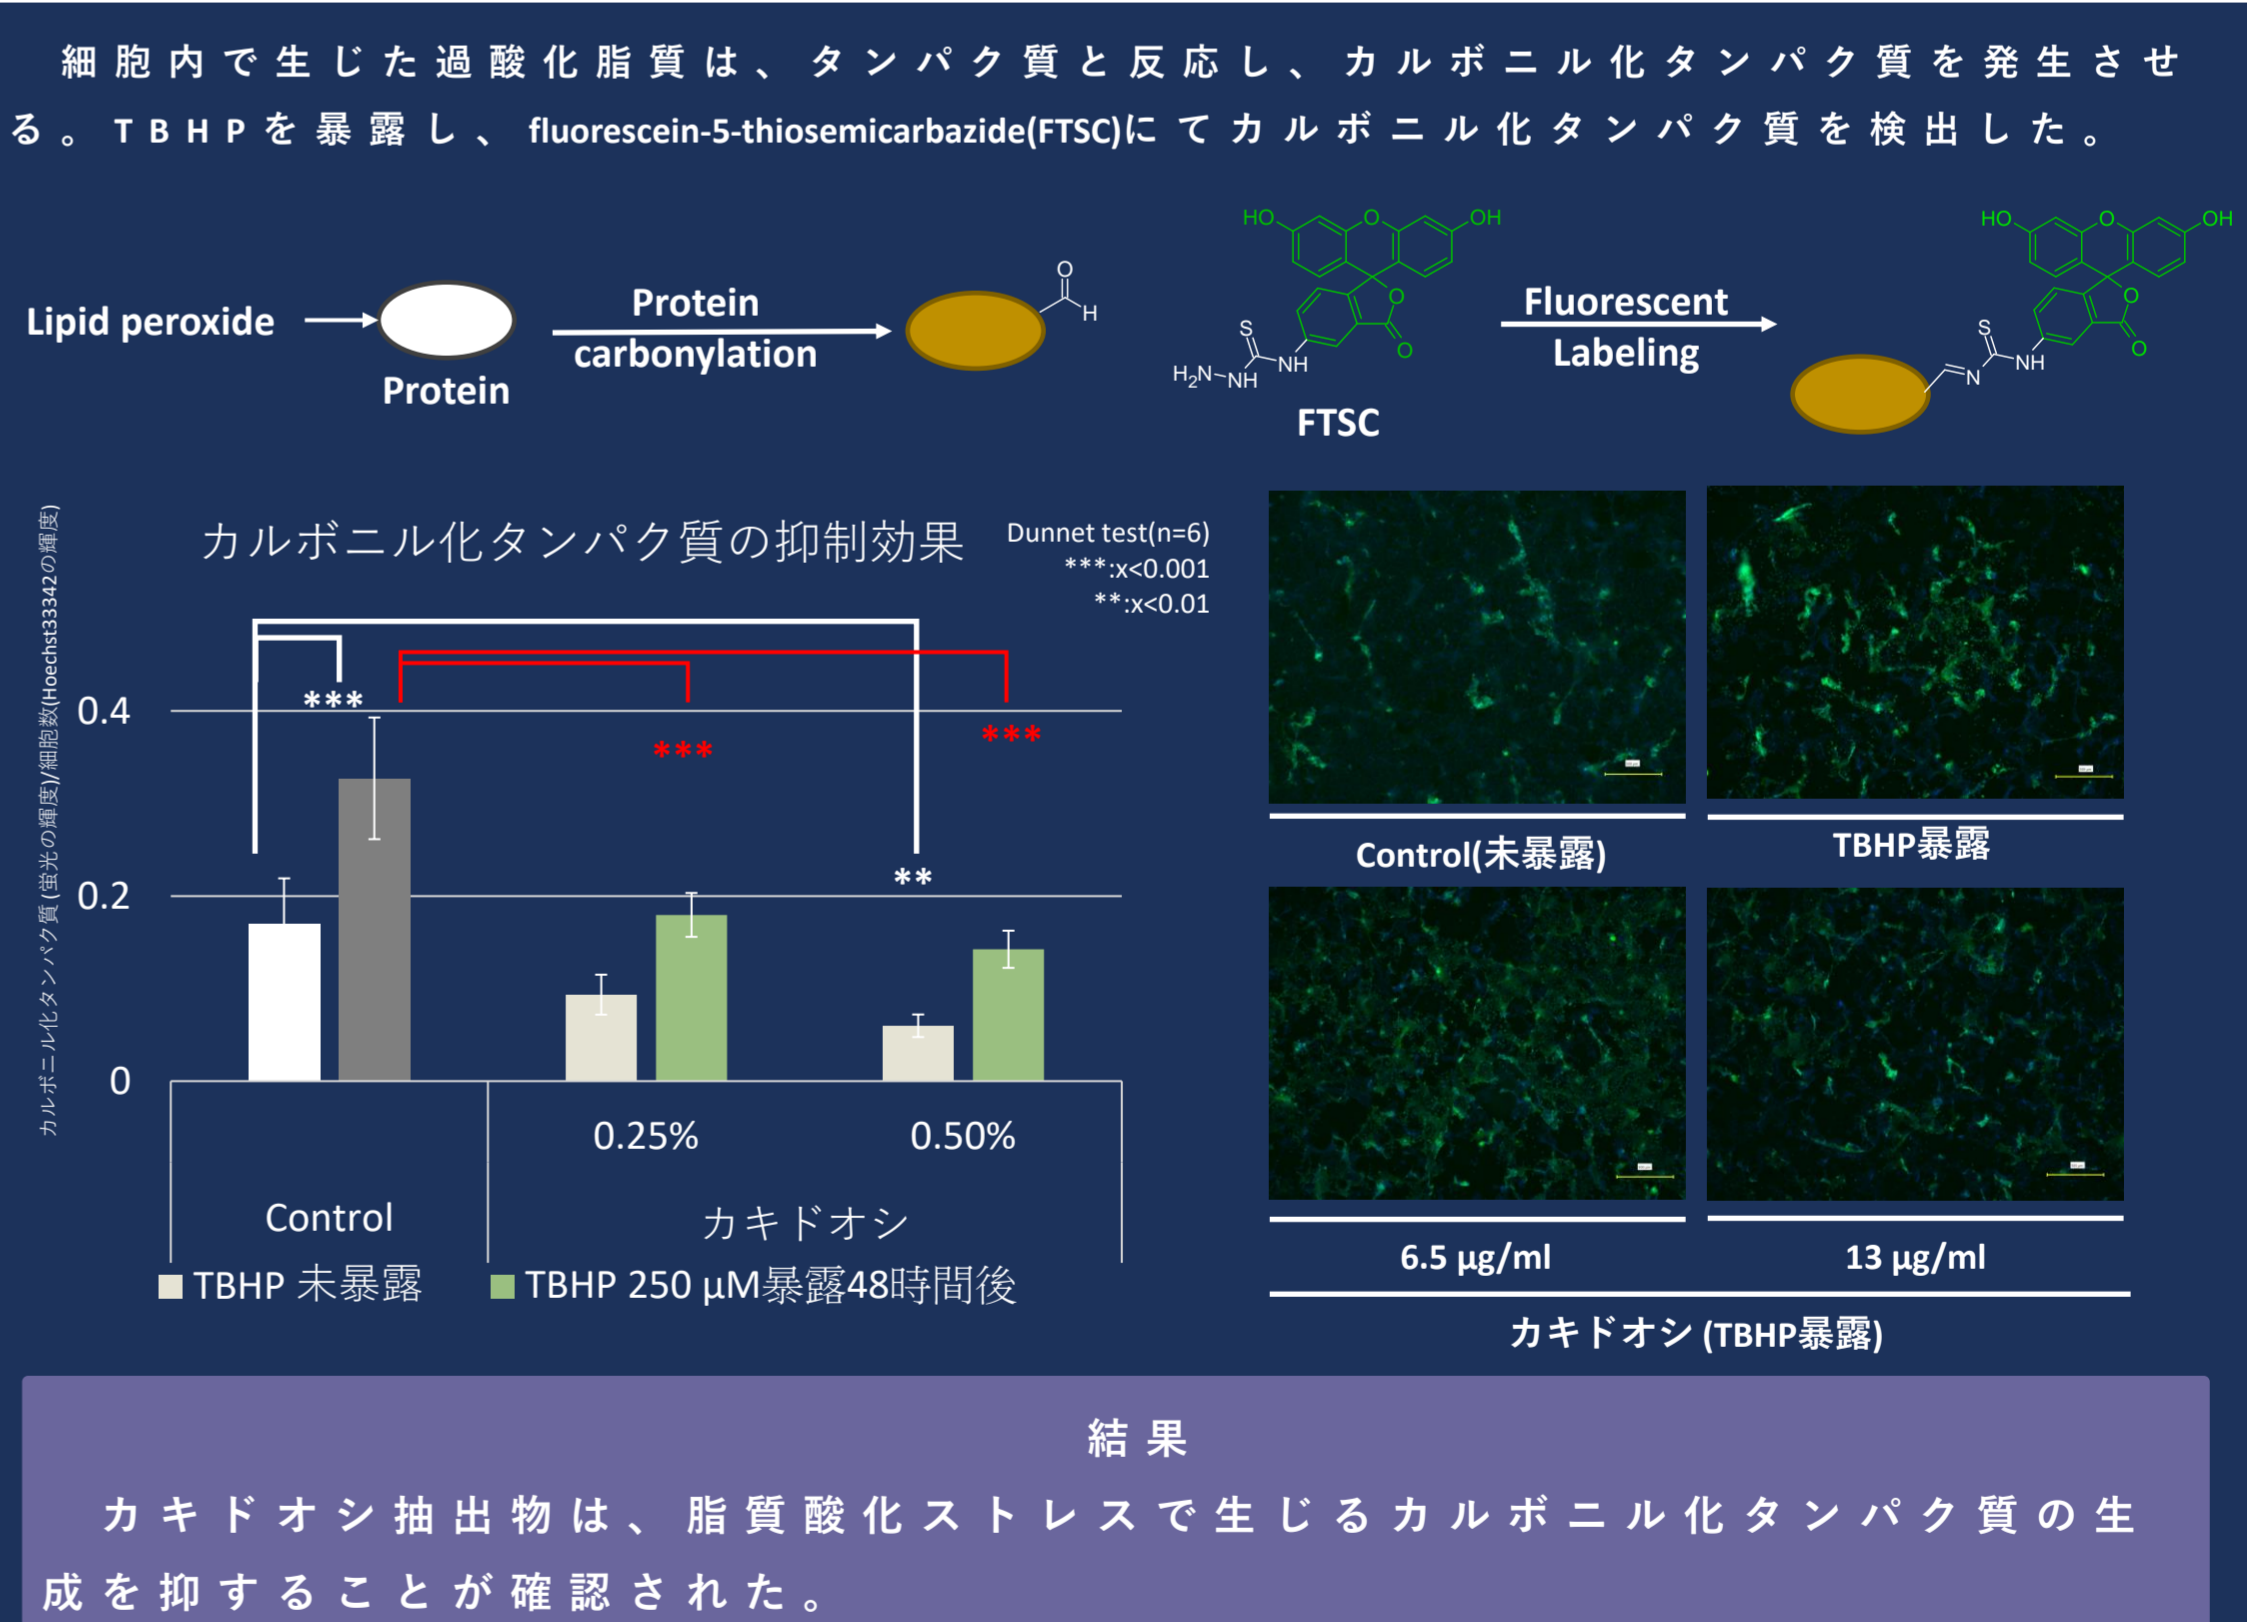 細胞内で生じた過酸化脂質は、タンパク質と反応し、カルボニル化タンパク質を発生させ
る。TBHPを暴露し、fluorescein-5-thiosemicarbazide(FTSC)にてカルボニル化タンパク質を検出した。
Lipid peroxide
Protein
Protein
carbonylation
O
H
HO
O
OH
O
O
S
NH
H2N
NH
FTSC
Fluorescent
Labeling
HO
O
OH
O
O
S
NH
N
カルボニル化タンパク質の抑制効果
Dunnet test(n=6)
***:x<0.001
**:x<0.01
カルボニル化タンパク質(蛍光の輝度)/細胞数(Hoechst33342の輝度)
0.4
0.2
0
***
***
***
**
0.25%
0.50%
Control
カキドオシ
TBHP 未暴露
TBHP 250 μM暴露48時間後
Control(未暴露)
TBHP暴露
6.5 μg/ml
13 μg/ml
カキドオシ(TBHP暴露)
結果
カキドオシ抽出物は、脂質酸化ストレスで生じるカルボニル化タンパク質の生
成を抑することが確認された。